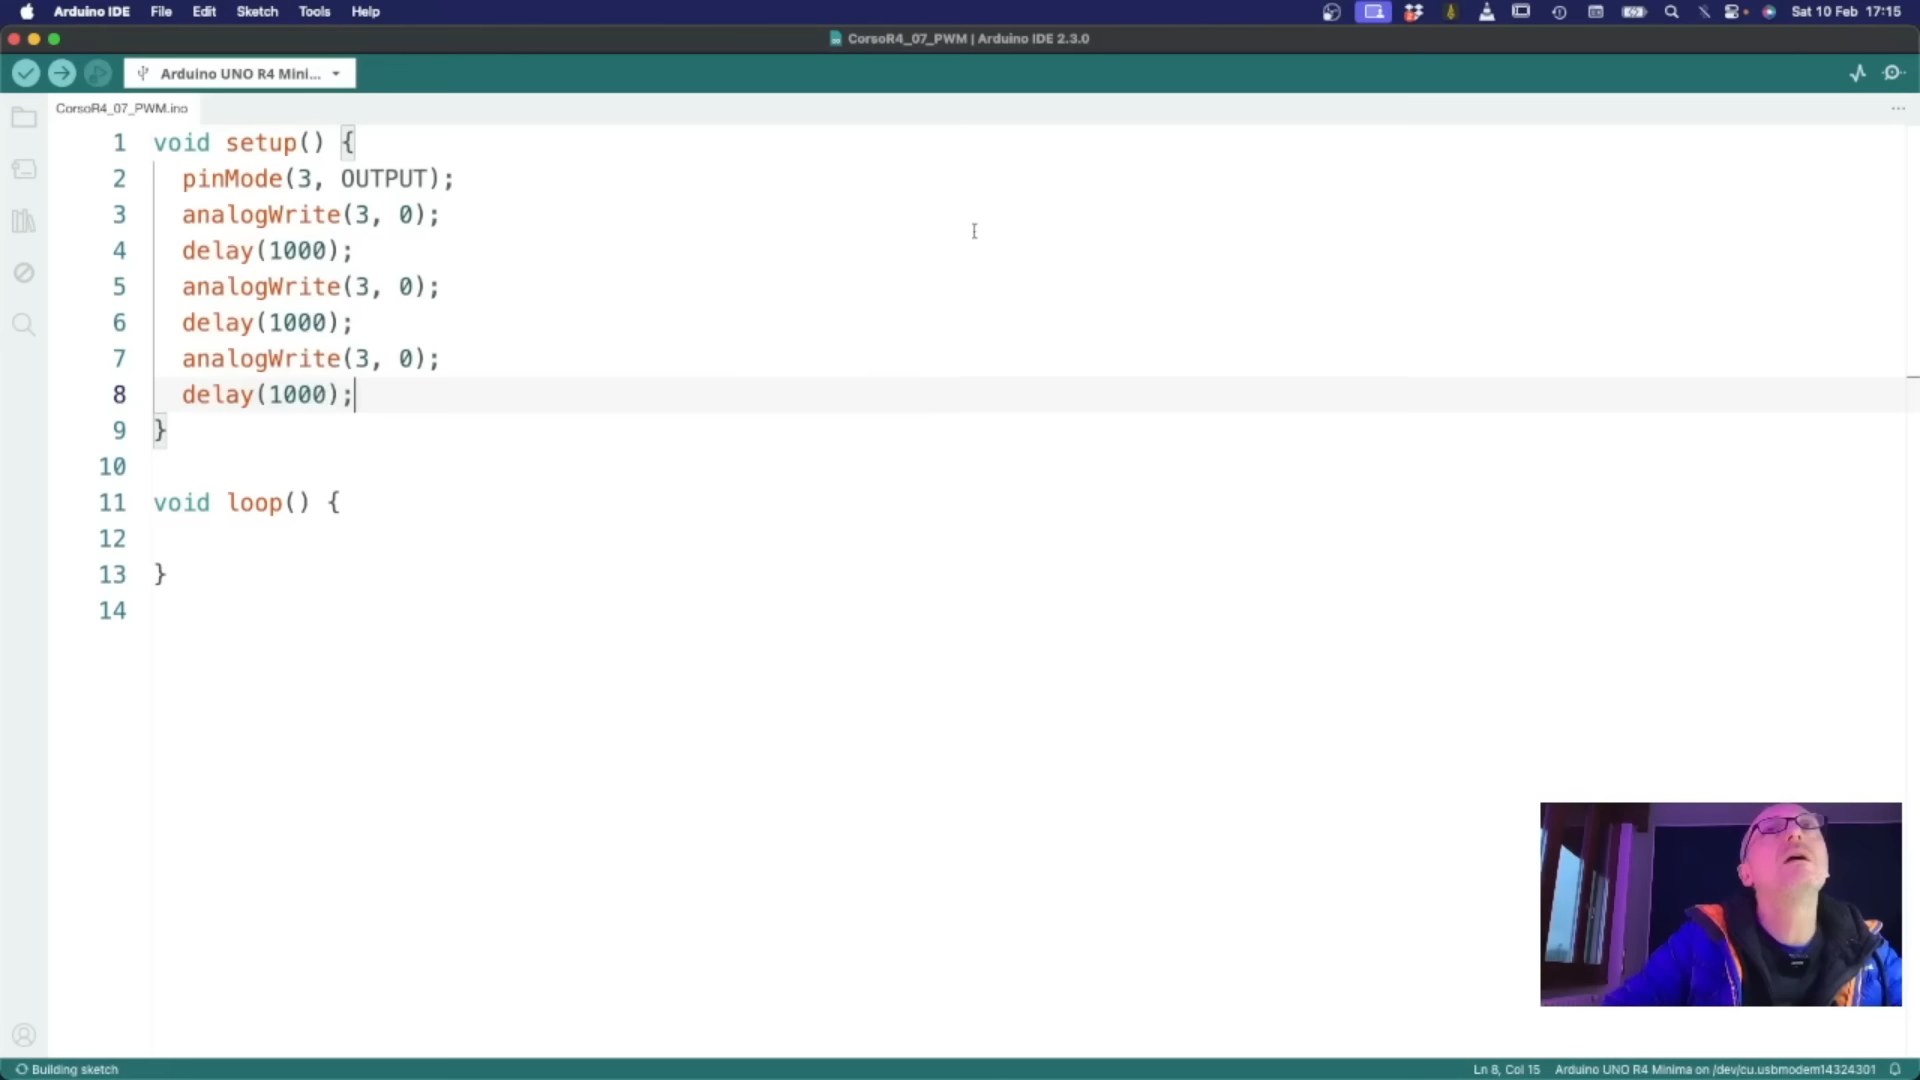 Arduino IDE File Edit Sketch Tools Help Sat 10 Feb 17:15
CorsoR4_07_PWM | Arduino IDE 2.3.0
Arduino UNO R4 Mini...
CorsoR4_07_PWM.ino
1 void setup() {
2 pinMode(3, OUTPUT);
3 analogWrite(3, 0);
4 delay(1000);
5 analogWrite(3, 0);
6 delay(1000);
7 analogWrite(3, 0);
8 delay(1000);
9 }
10
11 void loop() {
12
13 }
14
Building sketch Ln 8, Col 15 Arduino UNO R4 Minima on /dev/cu.usbmodem14324301